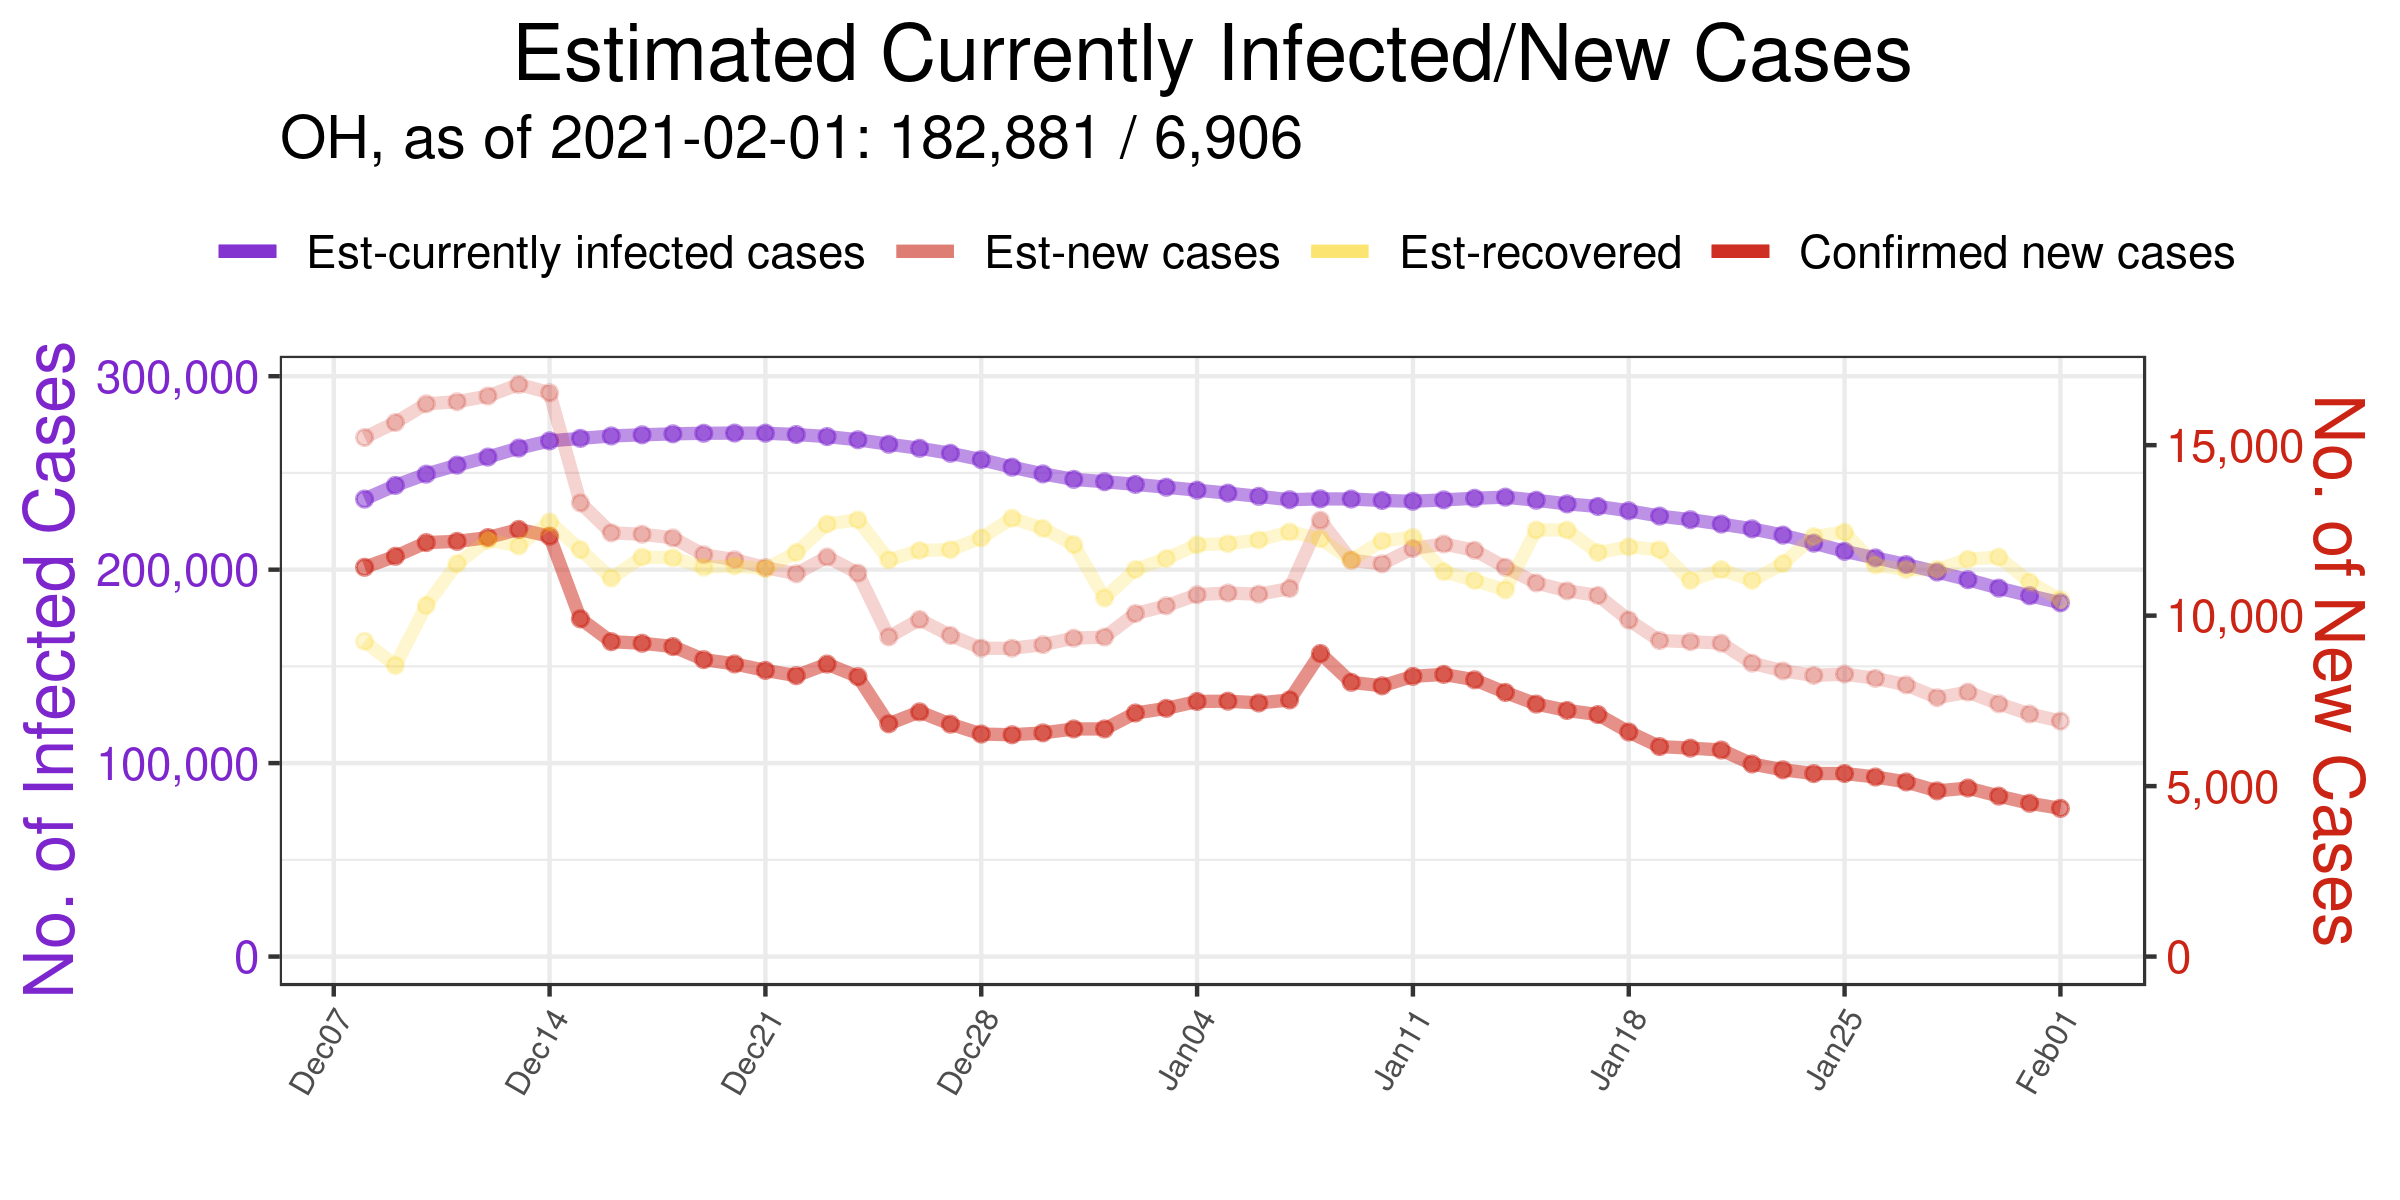 Estimated Currently Infected/New Cases
OH, as of 2021-02-01: 182,881 / 6,906
Est-currently infected cases Est-new cases Est-recovered Confirmed new cases
No. of Infected Cases
300,000
200,000
100,000
0
15,000
10,000
5,000
0
No. of New Cases
Dec07 Dec14 Dec21 Dec28 Jan04 Jan11 Jan18 Jan25 Feb01